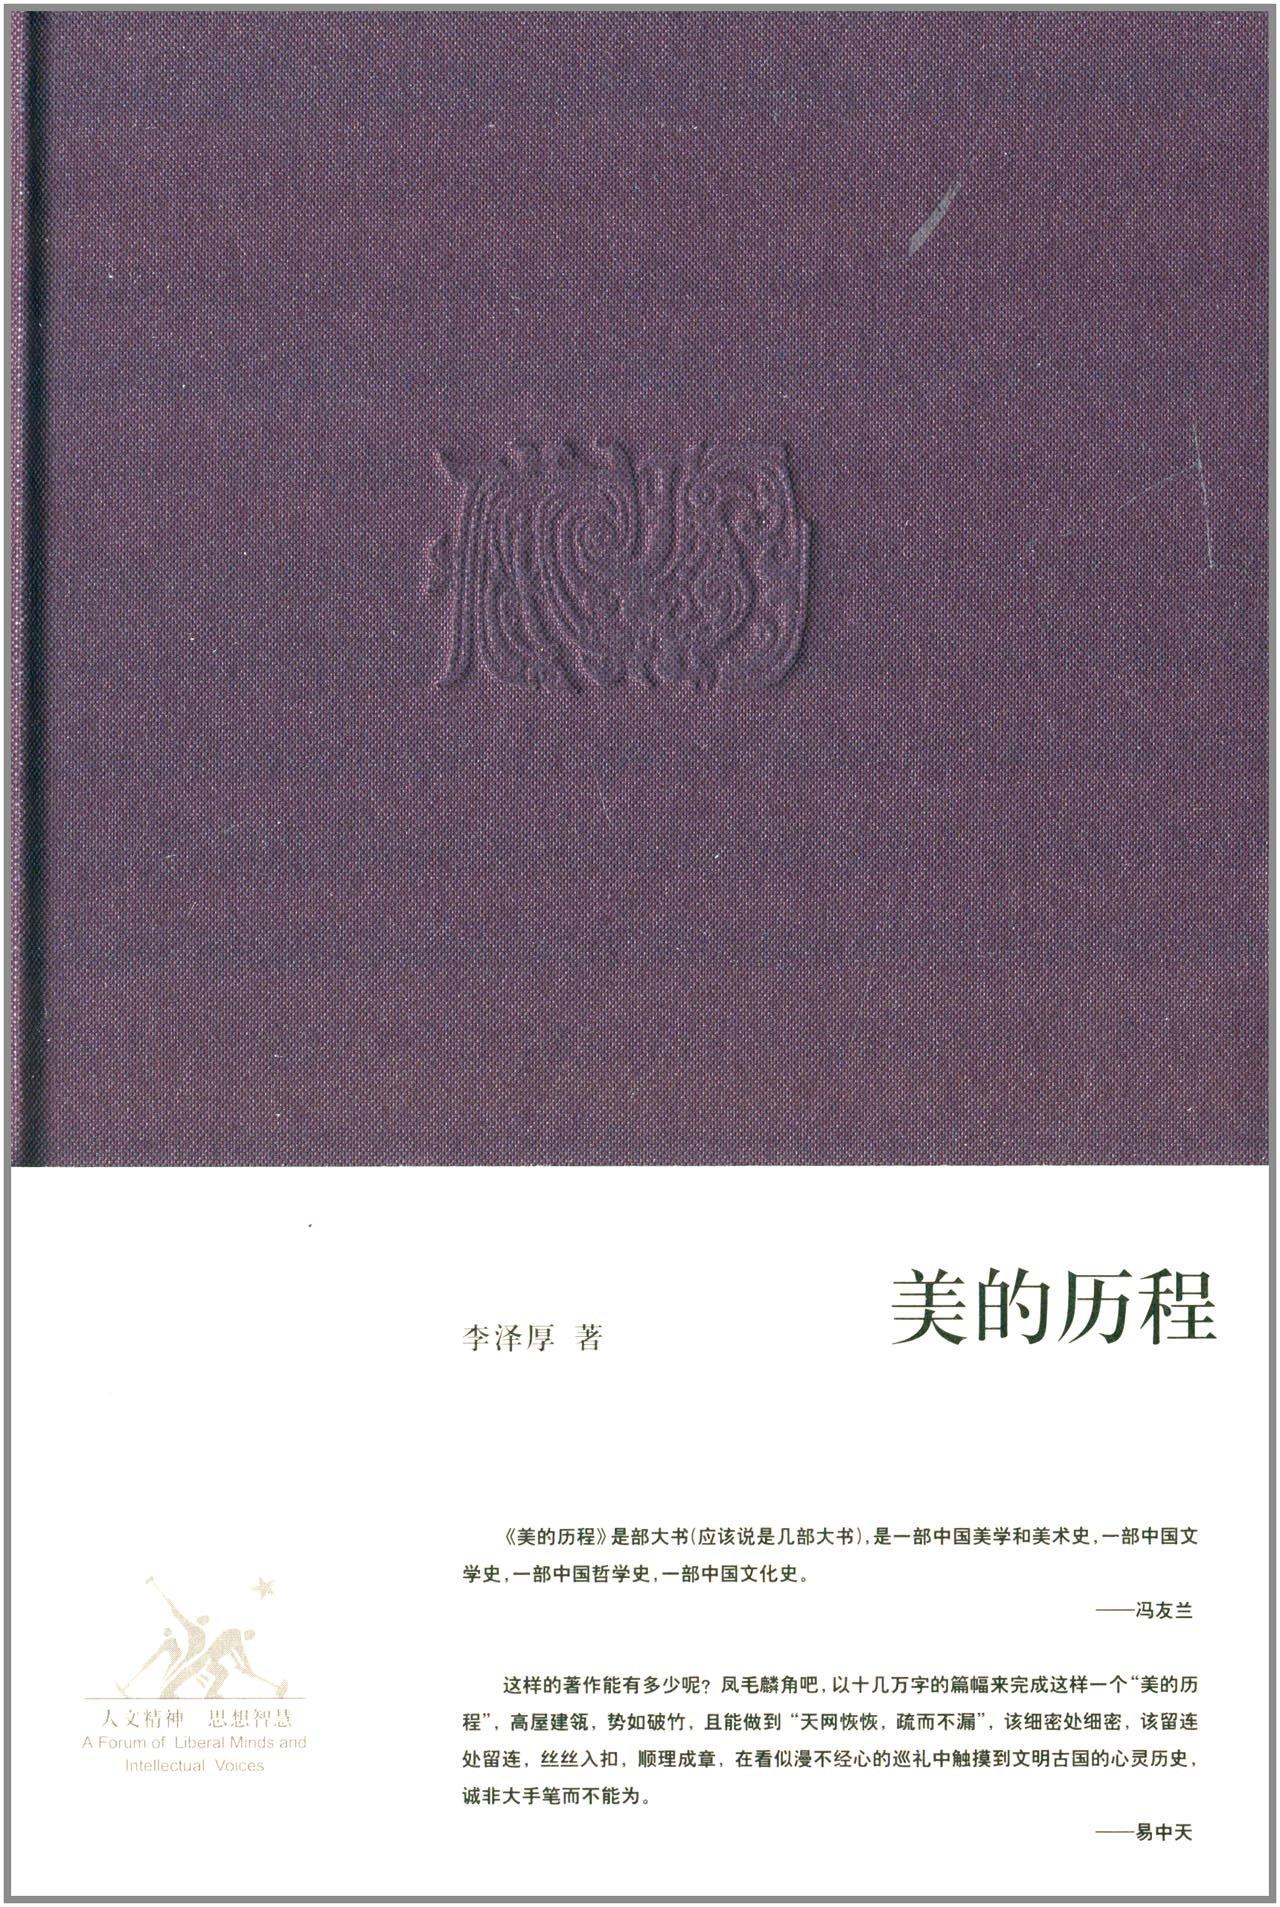 美的历程
李泽厚 著
《美的历程》是部大书(应该说是几部大书),是一部中国美学和美术史,一部中国文
学史,一部中国哲学史,一部中国文化史。
——冯友兰
这样的著作能有多少呢?凤毛麟角吧,以十几万字的篇幅来完成这样一个“美的历
程”,高屋建瓴,势如破竹,且能做到“天网恢恢,疏而不漏”,该细密处细密,该留连
处留连,丝丝入扣,顺理成章,在看似漫不经心的巡礼中触摸到文明古国的心灵历史,
诚非大手笔而不能为。
——易中天
人文精神 思想智慧
A Forum of Liberal Minds and
Intellectual Voices